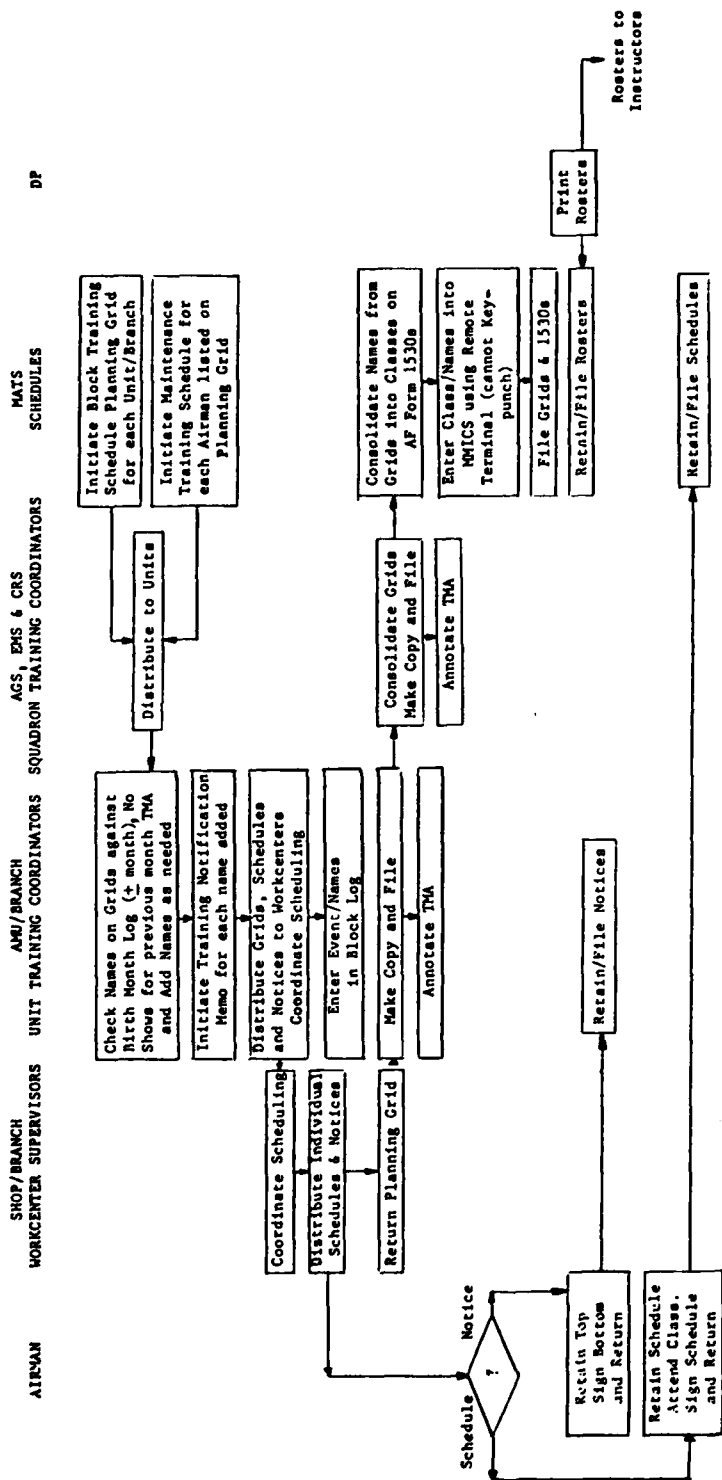 AIRMAN
SHOP/BRANCH
WORKCENTER SUPERVISORS
AMU/BRANCH
UNIT TRAINING COORDINATORS
AGS, EMS & CRS
SQUADRON TRAINING COORDINATORS
MATS
SCHEDULES
DP
Initiate Block Training
Schedule Planning Grid
for each Unit/Branch
Initiate Maintenance
Training Schedule for
each Airman listed on
Planning Grid
Distribute to Units
Check Names on Grids against
Birth Month Log (± month), No
Shows for previous month TMA
and Add Names as needed
Initiate Training Notification
Memo for each name added
Distribute Grids, Schedules
and Notices to Workcenters
Coordinate Scheduling
Enter Event/Names
in Block Log
Make Copy and File
Annotate TMA
Coordinate Scheduling
Distribute Individual
Schedules & Notices
Return Planning Grid
Consolidate Grids
Make Copy and File
Annotate TMA
Consolidate Names from
Grids into Classes on
AF Form 1530s
Enter Class/Names into
MMICS using Remote
Terminal (cannot Key-
punch)
File Grids & 1530s
Retain/File Rosters
Print
Rosters
Rosters to
Instructors
Schedule
?
Notice
Retain Top
Sign Bottom
and Return
Retain/File Notices
Retain Schedule
Attend Class.
Sign Schedule
and Return
Retain/File Schedules